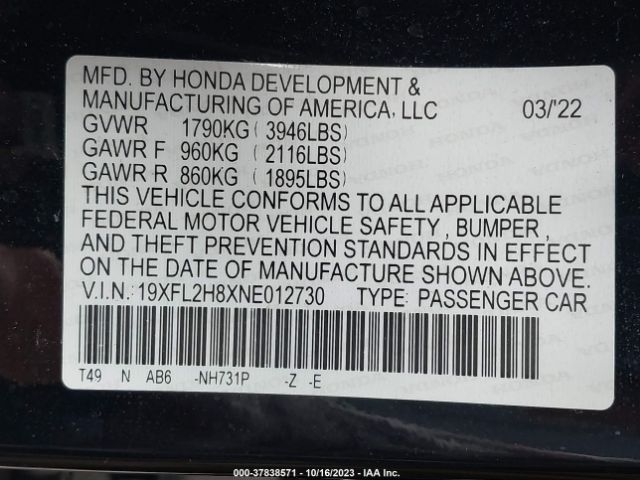 MFD. BY HONDA DEVELOPMENT &
MANUFACTURING OF AMERICA, LLC 03/'22
GVWR 1790KG ( 3946LBS)
GAWR F 960KG ( 2116LBS)
GAWR R 860KG ( 1895LBS)
THIS VEHICLE CONFORMS TO ALL APPLICABLE
FEDERAL MOTOR VEHICLE SAFETY , BUMPER ,
AND THEFT PREVENTION STANDARDS IN EFFECT
ON THE DATE OF MANUFACTURE SHOWN ABOVE.
V.I.N. 19XFL2H8XNE012730 TYPE: PASSENGER CAR
T49 N AB6 -NH731P -Z -E
000-37838571 - 10/16/2023 - IAA Inc.